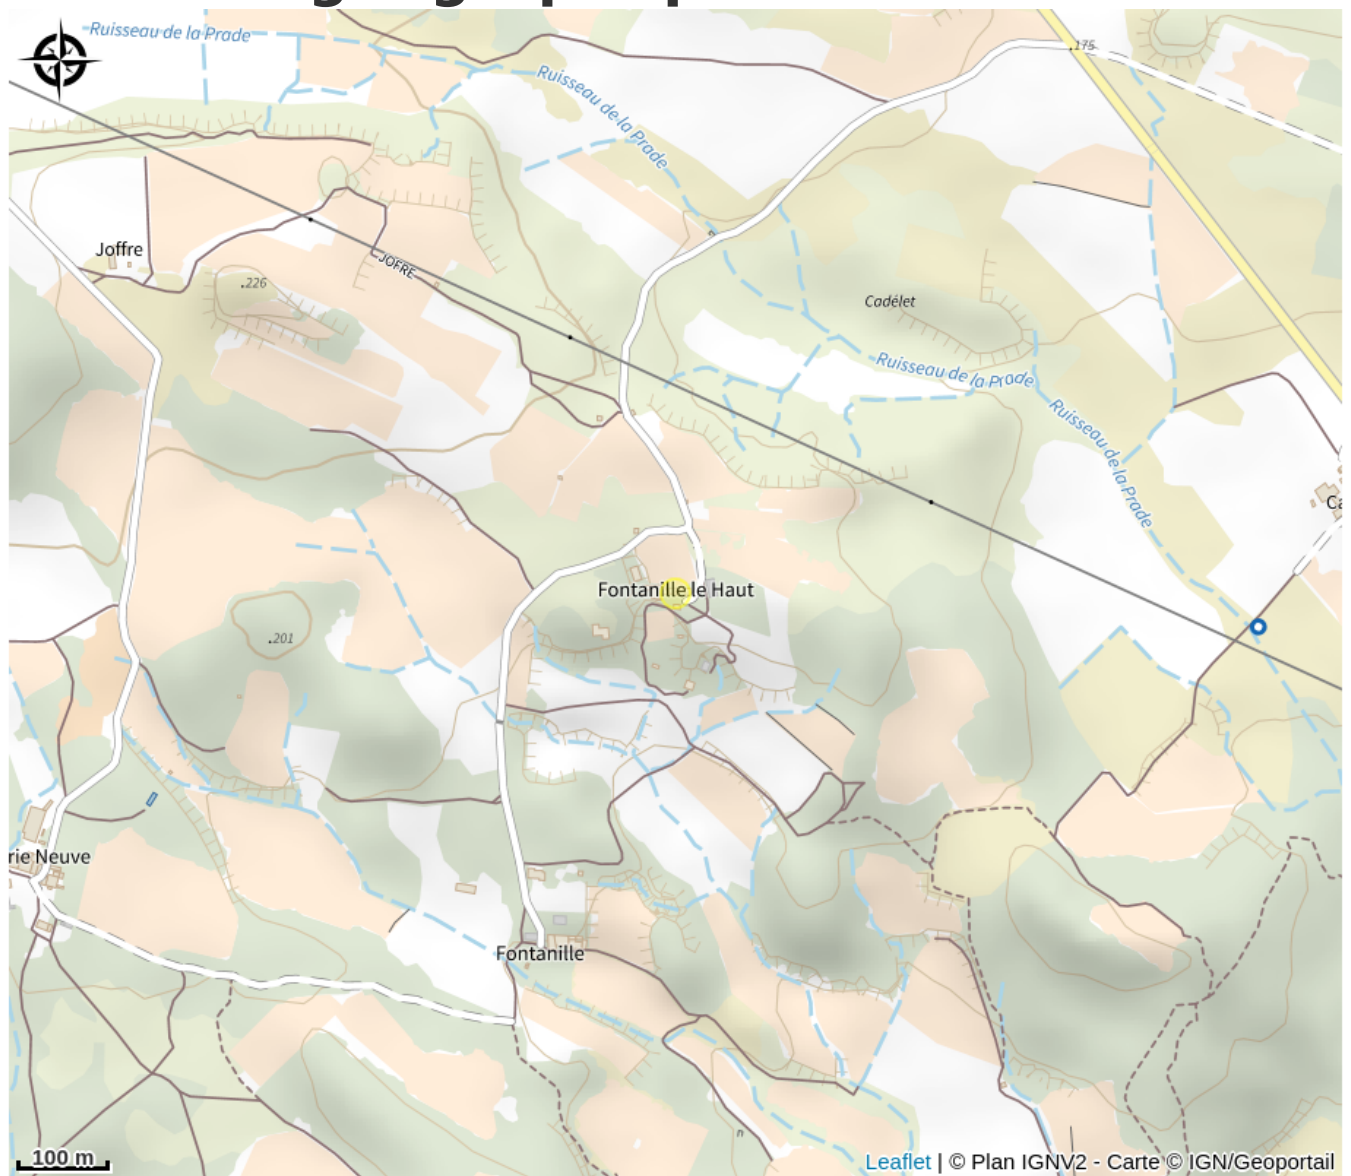 Ruisseau de la Prade
Ruisseau de la Prade
175
Joffre
JOFRE
226
Cadélet
Ruisseau de la Prade
Ruisseau de la Prade
Fontanille le Haut
201
rie Neuve
Fontanille
n
100 m
Leaflet | © Plan IGNV2 - Carte © IGN/Geoportail